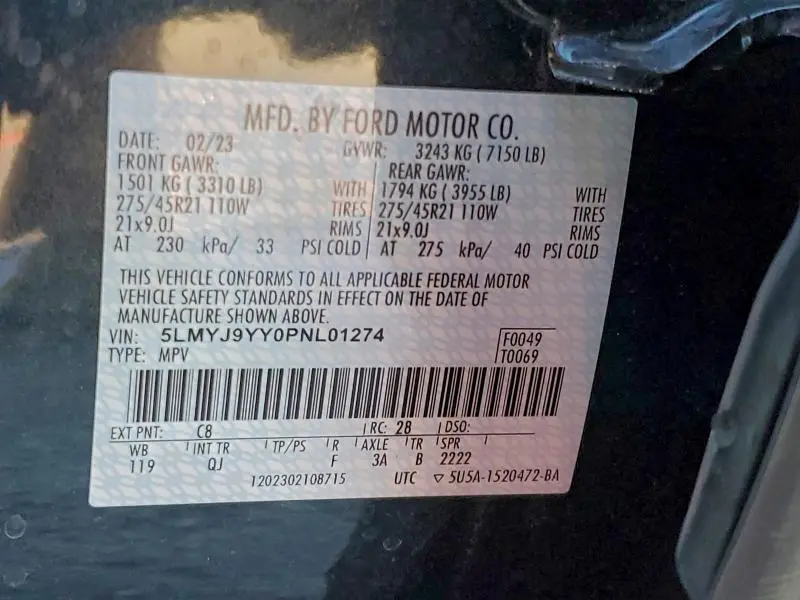 MFD. BY FORD MOTOR CO.
DATE: 02/23 GVWR: 3243 KG ( 7150 LB)
FRONT GAWR: REAR GAWR:
1501 KG ( 3310 LB) WITH 1794 KG ( 3955 LB) WITH
275/45R21 110W TIRES 275/45R21 110W TIRES
21x9.0J RIMS 21x9.0J RIMS
AT 230 kPa/ 33 PSI COLD AT 275 kPa/ 40 PSI COLD
THIS VEHICLE CONFORMS TO ALL APPLICABLE FEDERAL MOTOR
VEHICLE SAFETY STANDARDS IN EFFECT ON THE DATE OF
MANUFACTURE SHOWN ABOVE.
VIN: 5LMYJ9YY0PNL01274 F0049
TYPE: MPV T0069
EXT PNT: C8 RC: 28 DSO:
WB INT TR TP/PS R AXLE TR SPR
119 QJ F 3A B 2222
1202302108715 UTC ▽ 5U5A-1520472-BA